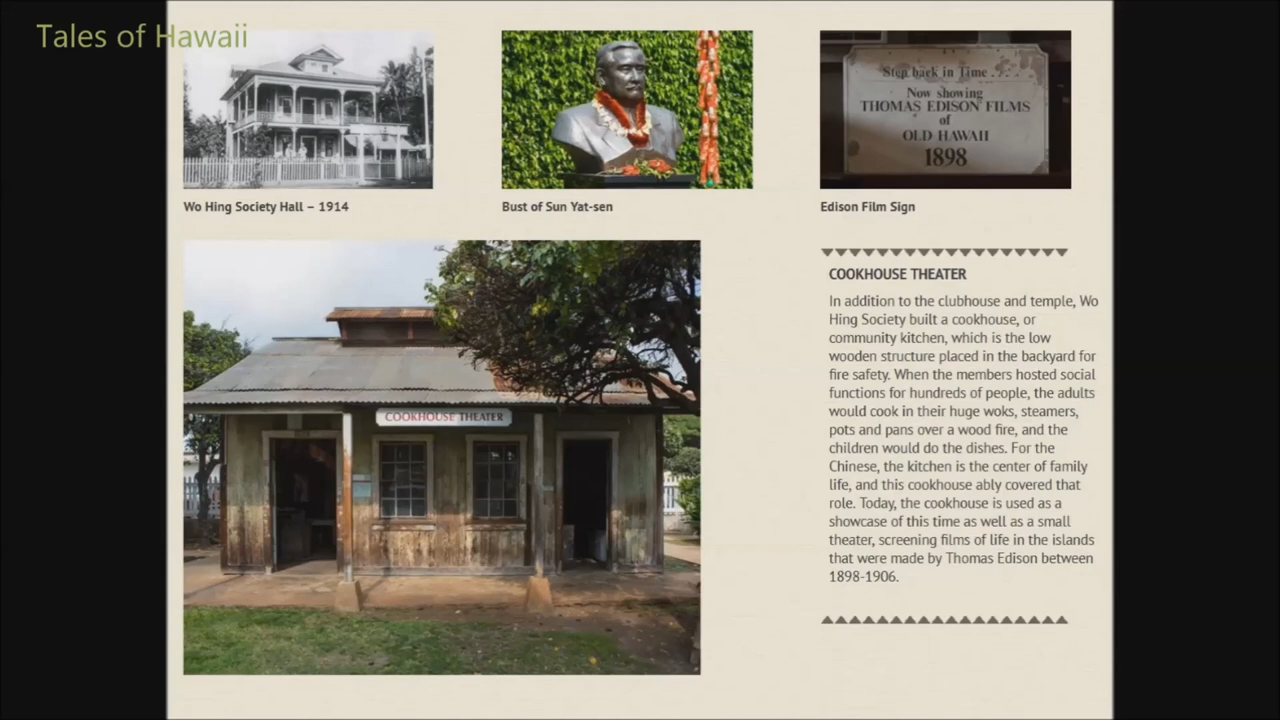 Tales of Hawaii
Step back in Time . . .
Now showing
THOMAS EDISON FILMS
of
OLD HAWAII
1898
Wo Hing Society Hall – 1914
Bust of Sun Yat-sen
Edison Film Sign
COOKHOUSE THEATER
COOKHOUSE THEATER
In addition to the clubhouse and temple, Wo
Hing Society built a cookhouse, or
community kitchen, which is the low
wooden structure placed in the backyard for
fire safety. When the members hosted social
functions for hundreds of people, the adults
would cook in their huge woks, steamers,
pots and pans over a wood fire, and the
children would do the dishes. For the
Chinese, the kitchen is the center of family
life, and this cookhouse ably covered that
role. Today, the cookhouse is used as a
showcase of this time as well as a small
theater, screening films of life in the islands
that were made by Thomas Edison between
1898-1906.